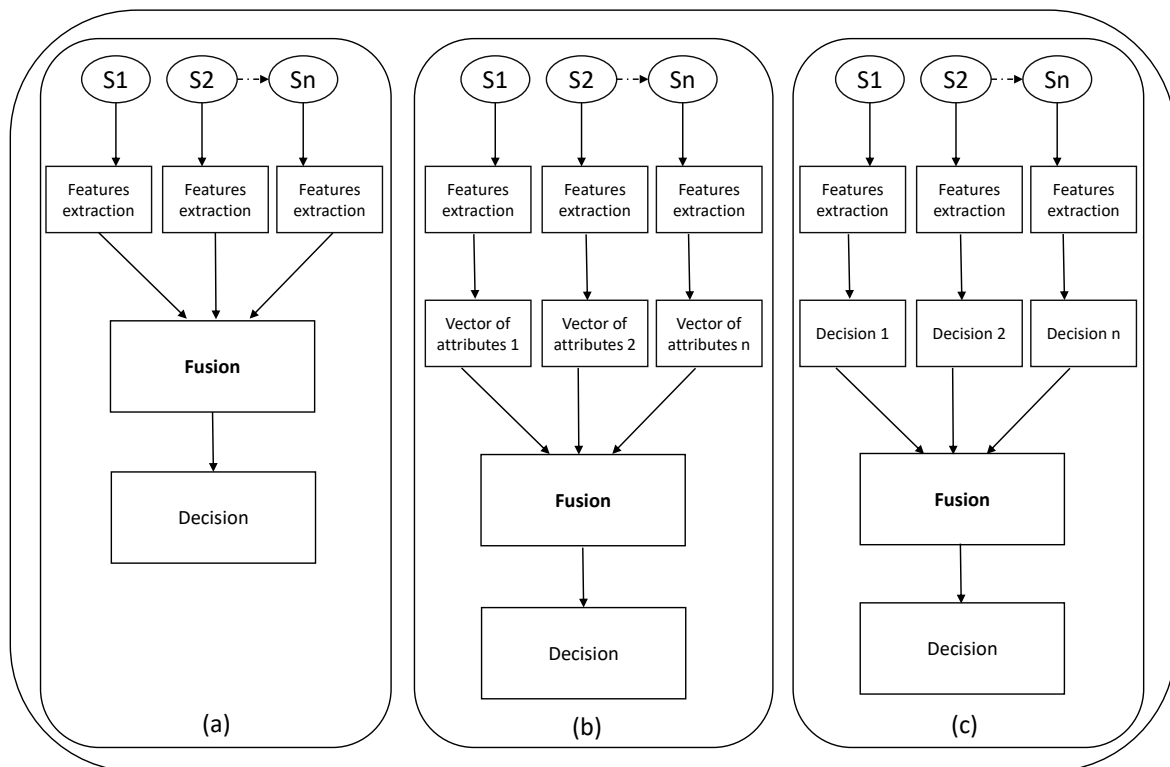 S1
S2
Sn
Features
extraction
Features
extraction
Features
extraction
Fusion
Decision
(a)
S1
S2
Sn
Features
extraction
Features
extraction
Features
extraction
Vector of
attributes 1
Vector of
attributes 2
Vector of
attributes n
Fusion
Decision
(b)
S1
S2
Sn
Features
extraction
Features
extraction
Features
extraction
Decision 1
Decision 2
Decision n
Fusion
Decision
(c)